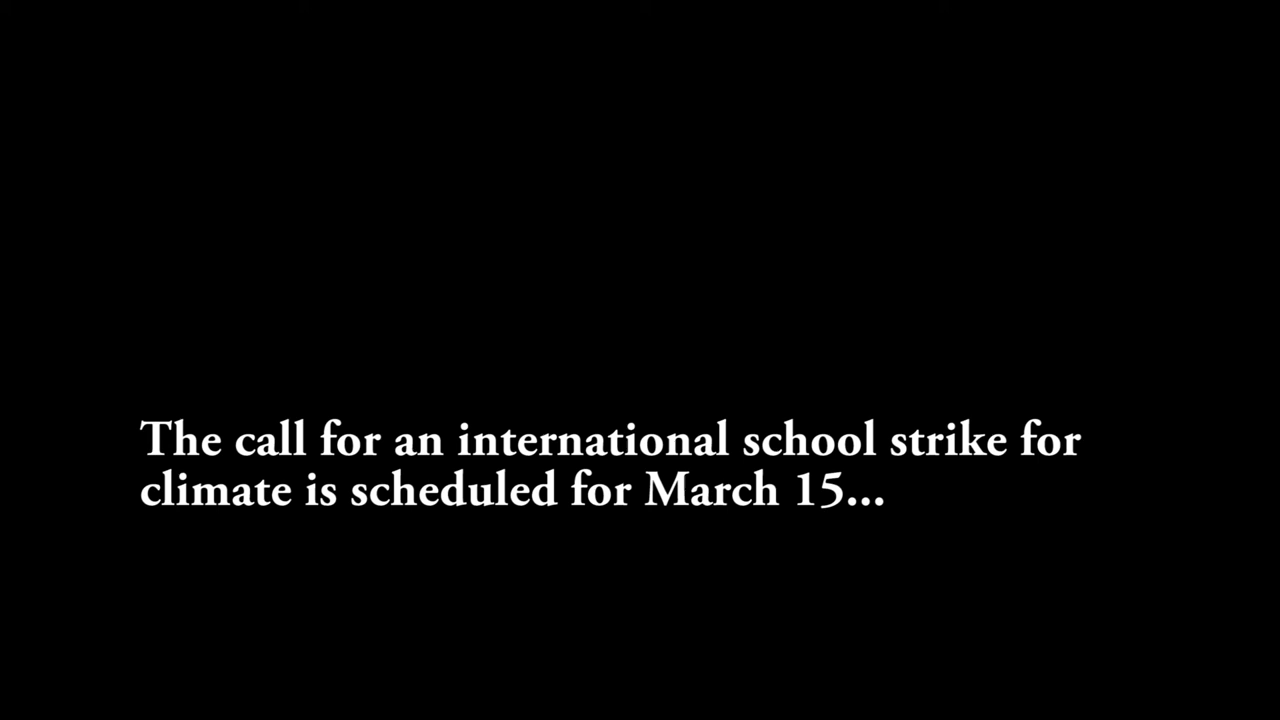 The call for an international school strike for
climate is scheduled for March 15...